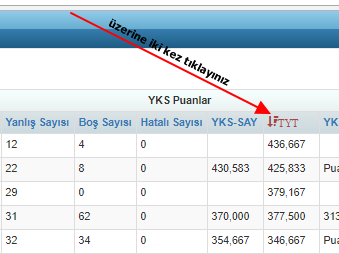 üzerine iki kez tıklayınız
YKS Puanlar
Yanlış Sayısı Boş Sayısı Hatalı Sayısı YKS-SAY TYT YK
12 4 0 436,667
22 8 0 430,583 425,833 Pua
29 0 0 379,167
31 62 0 370,000 377,500 313
32 34 0 354,667 346,667 Pua